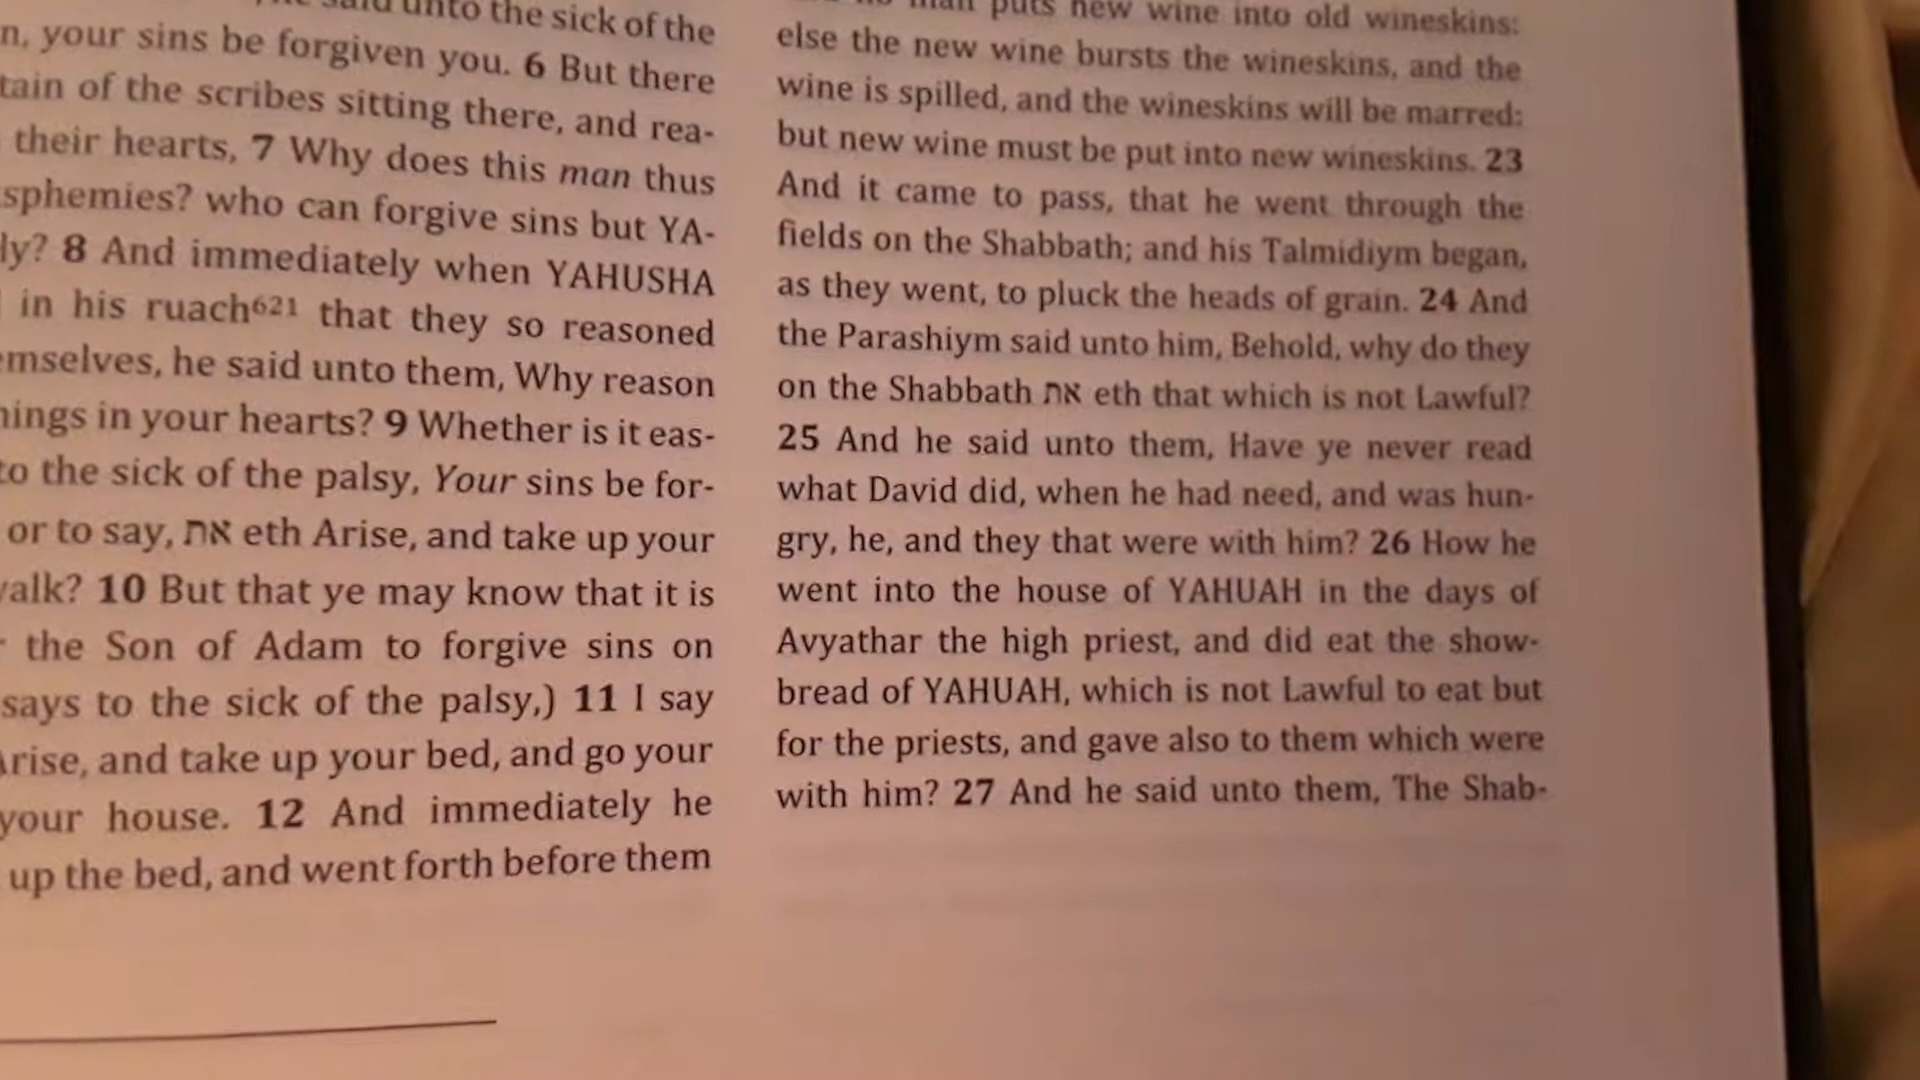 said unto the sick of the
n, your sins be forgiven you. 6 But there
tain of the scribes sitting there, and rea-
their hearts, 7 Why does this man thus
sphemies? who can forgive sins but YA-
ly? 8 And immediately when YAHUSHA
in his ruach621 that they so reasoned
emselves, he said unto them, Why reason
hings in your hearts? 9 Whether is it eas-
to the sick of the palsy, Your sins be for-
or to say, את eth Arise, and take up your
walk? 10 But that ye may know that it is
the Son of Adam to forgive sins on
says to the sick of the palsy,) 11 I say
Arise, and take up your bed, and go your
your house. 12 And immediately he
up the bed, and went forth before them
no man puts new wine into old wineskins:
else the new wine bursts the wineskins, and the
wine is spilled, and the wineskins will be marred:
but new wine must be put into new wineskins. 23
And it came to pass, that he went through the
fields on the Shabbath; and his Talmidiym began,
as they went, to pluck the heads of grain. 24 And
the Parashiym said unto him, Behold, why do they
on the Shabbath את eth that which is not Lawful?
25 And he said unto them, Have ye never read
what David did, when he had need, and was hun-
gry, he, and they that were with him? 26 How he
went into the house of YAHUAH in the days of
Avyathar the high priest, and did eat the show-
bread of YAHUAH, which is not Lawful to eat but
for the priests, and gave also to them which were
with him? 27 And he said unto them, The Shab-